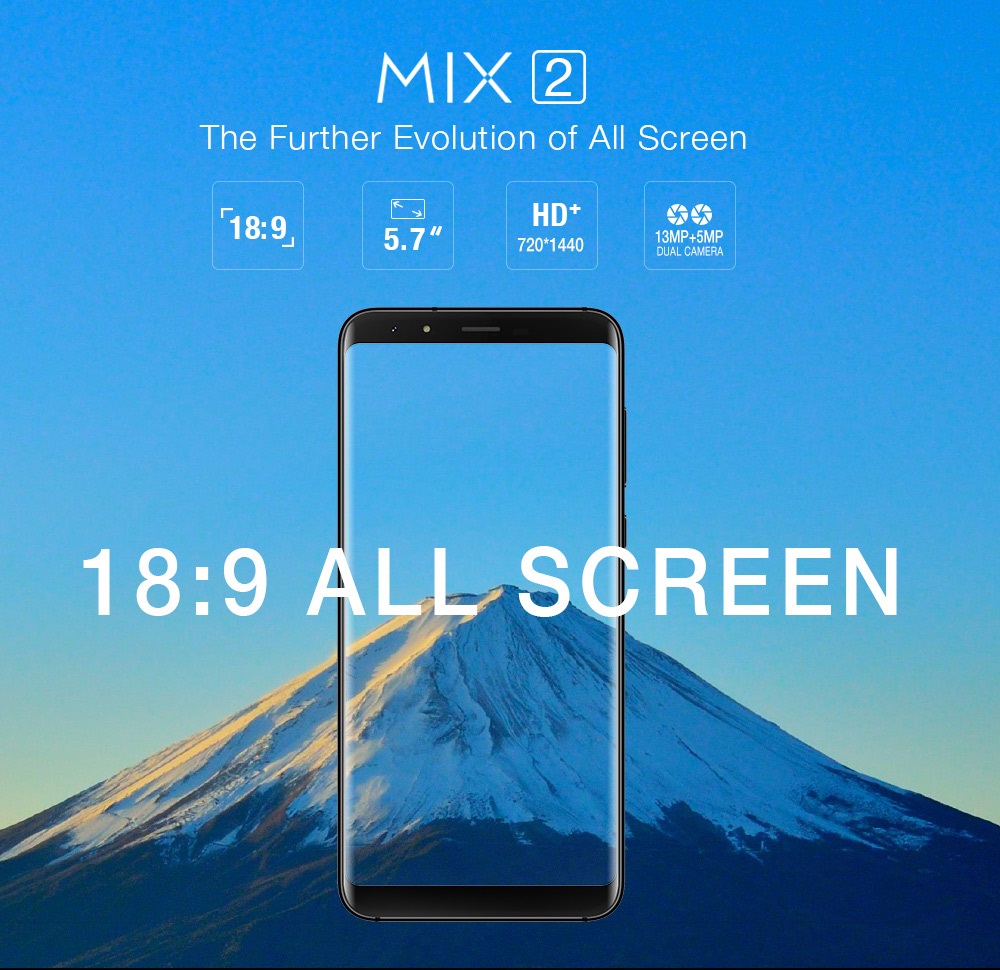 MIX 2
The Further Evolution of All Screen
18:9
5.7"
HD+
720*1440
13MP+5MP
DUAL CAMERA
18:9 ALL SCREEN